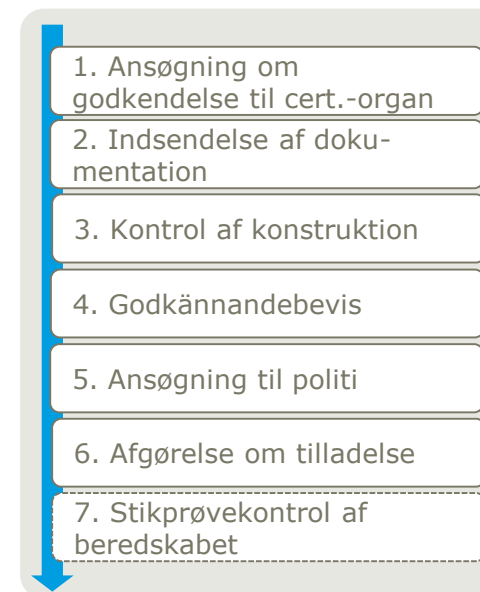 1. Ansøgning om
godkendelse til cert.-organ
2. Indsendelse af doku-
mentation
3. Kontrol af konstruktion
4. Godkännandebevis
5. Ansøgning til politi
6. Afgørelse om tilladelse
7. Stikprøvekontrol af
beredskabet